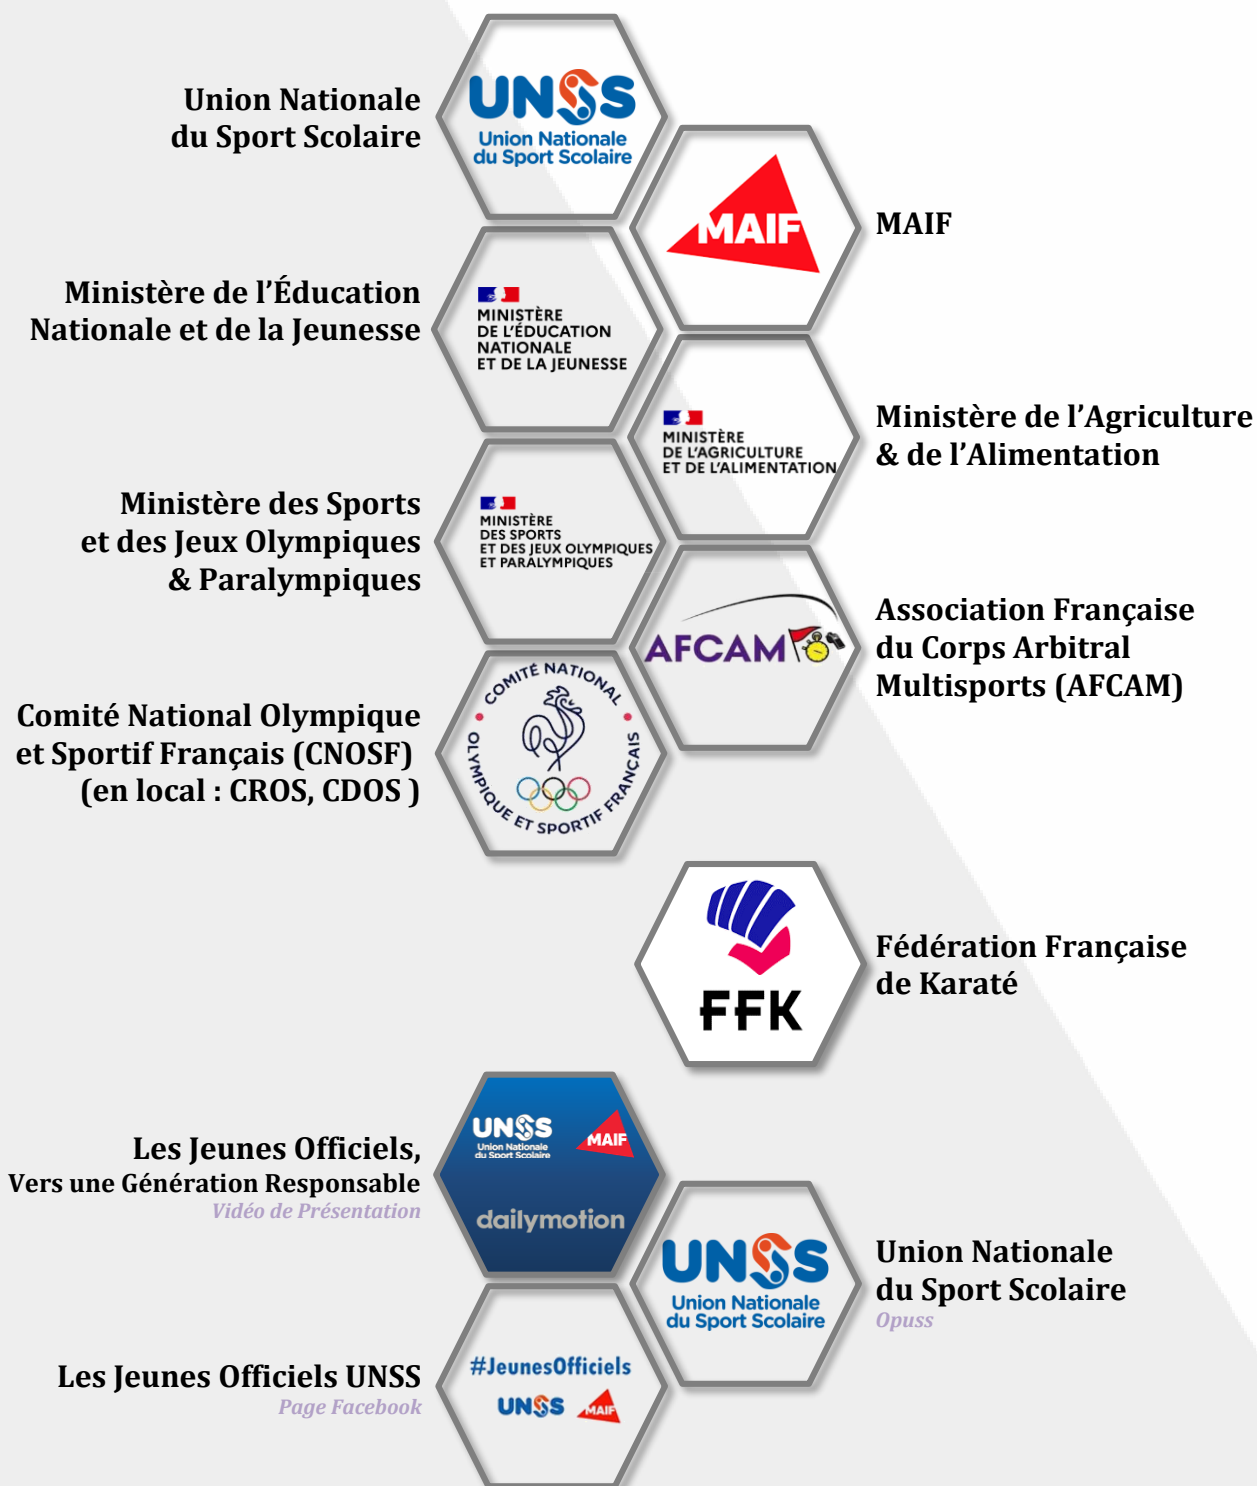 Union Nationale
du Sport Scolaire
UNSS
Union Nationale
du Sport Scolaire
MAIF
MAIF
Ministère de l’Éducation
Nationale et de la Jeunesse
MINISTÈRE
DE L'ÉDUCATION
NATIONALE
ET DE LA JEUNESSE
MINISTÈRE
DE L'AGRICULTURE
ET DE L'ALIMENTATION
Ministère de l’Agriculture
& de l’Alimentation
Ministère des Sports
et des Jeux Olympiques
& Paralympiques
MINISTÈRE
DES SPORTS
ET DES JEUX OLYMPIQUES
ET PARALYMPIQUES
AFCAM
Association Française
du Corps Arbitral
Multisports (AFCAM)
Comité National Olympique
et Sportif Français (CNOSF)
(en local : CROS, CDOS )
COMITÉ NATIONAL
OLYMPIQUE ET SPORTIF FRANÇAIS
FFK
Fédération Française
de Karaté
Les Jeunes Officiels,
Vers une Génération Responsable
Vidéo de Présentation
UNSS
Union Nationale
du Sport Scolaire
MAIF
dailymotion
UNSS
Union Nationale
du Sport Scolaire
Union Nationale
du Sport Scolaire
Opuss
Les Jeunes Officiels UNSS
Page Facebook
#JeunesOfficiels
UNSS MAIF